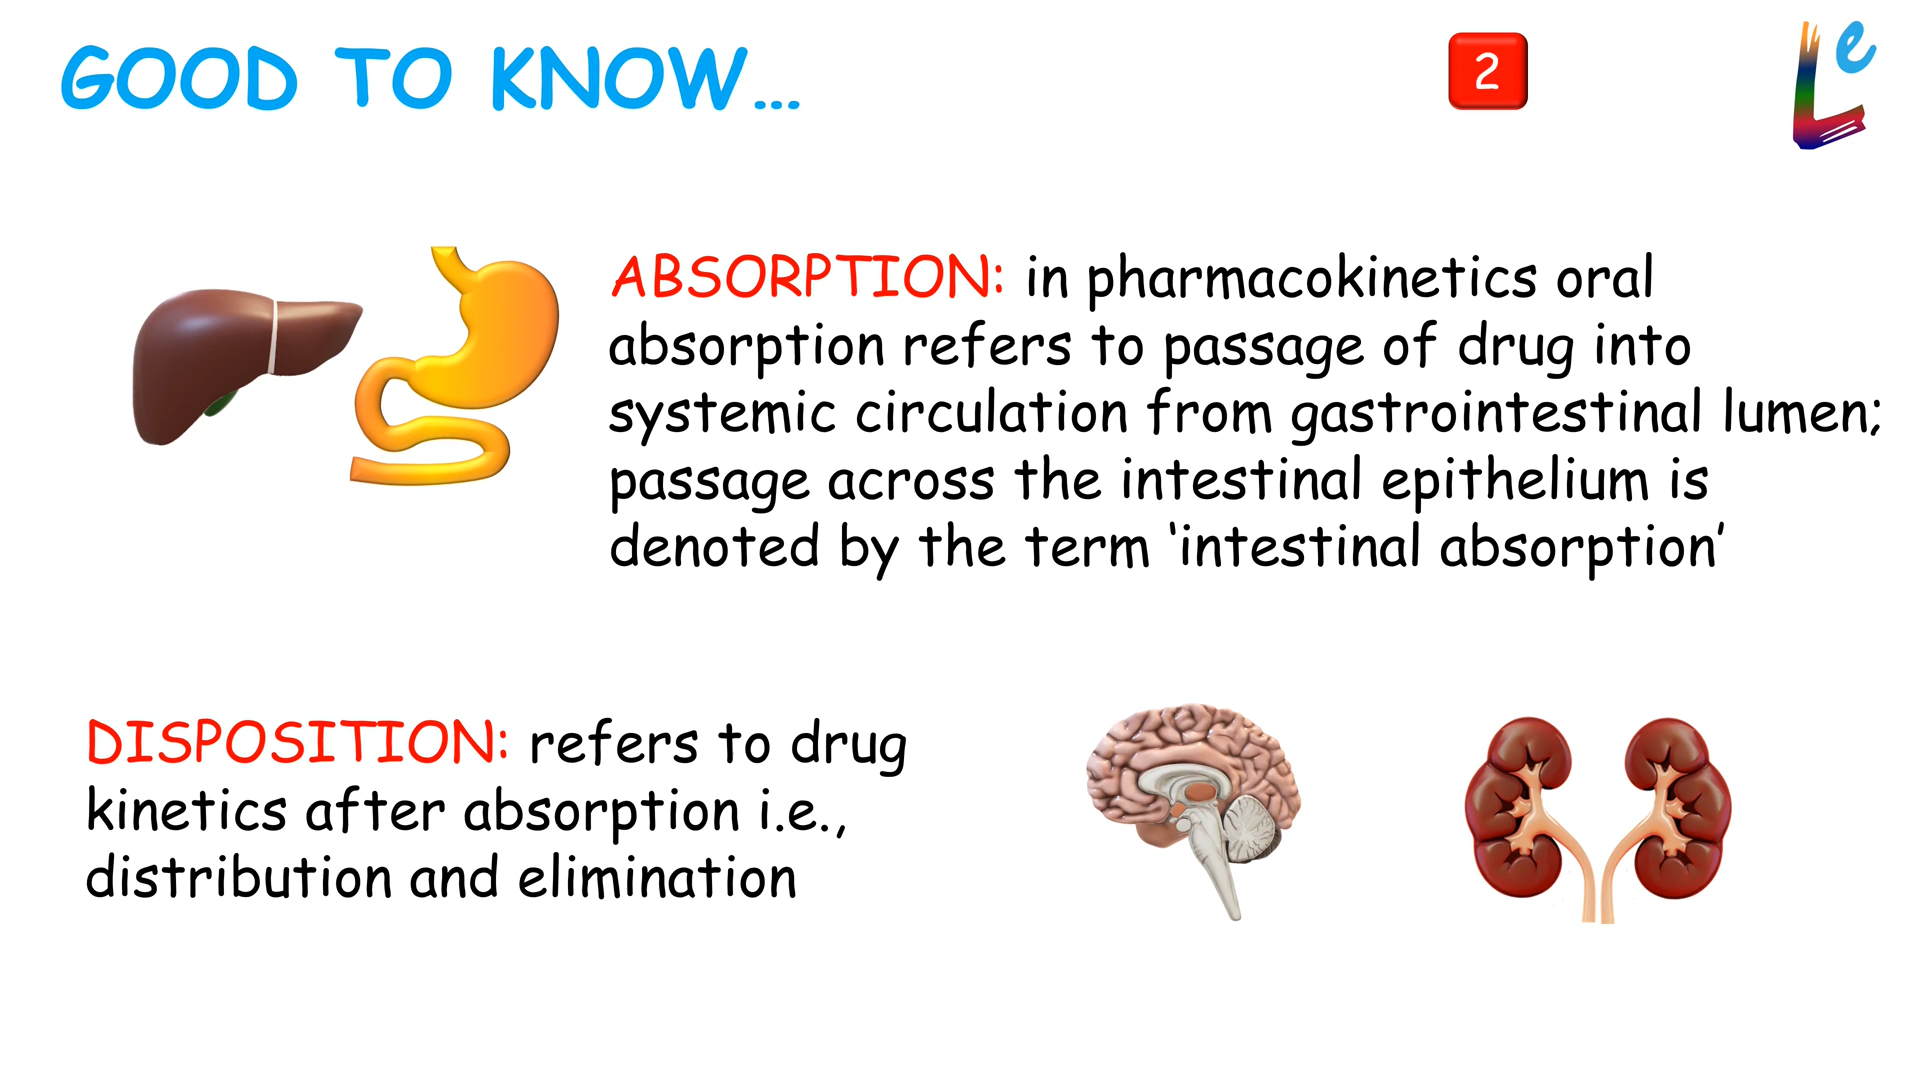 GOOD TO KNOW...
2
Le
ABSORPTION: in pharmacokinetics oral
absorption refers to passage of drug into
systemic circulation from gastrointestinal lumen;
passage across the intestinal epithelium is
denoted by the term ‘intestinal absorption’
DISPOSITION: refers to drug
kinetics after absorption i.e.,
distribution and elimination